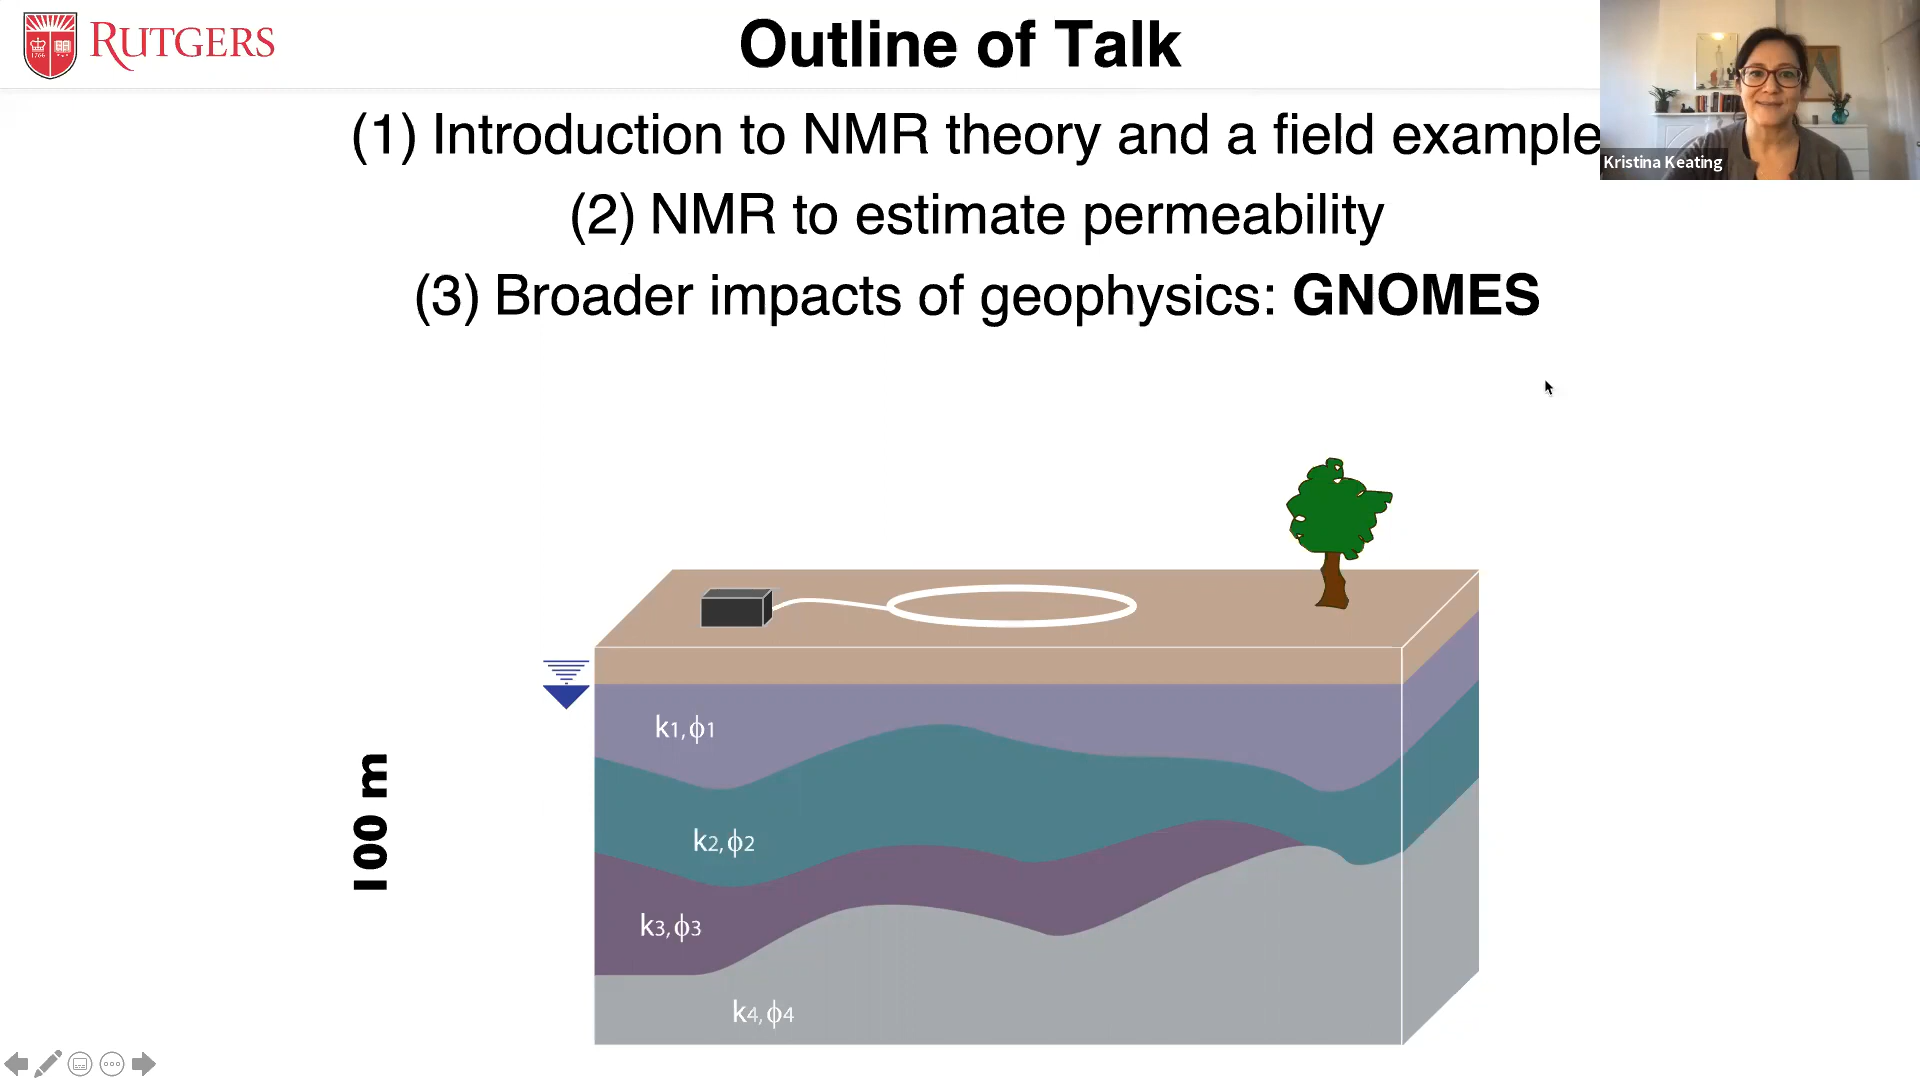 RUTGERS
1766
Outline of Talk
(1) Introduction to NMR theory and a field example
(2) NMR to estimate permeability
(3) Broader impacts of geophysics: GNOMES
Kristina Keating
100 m
k1,ϕ1
k2,ϕ2
k3,ϕ3
k4,ϕ4